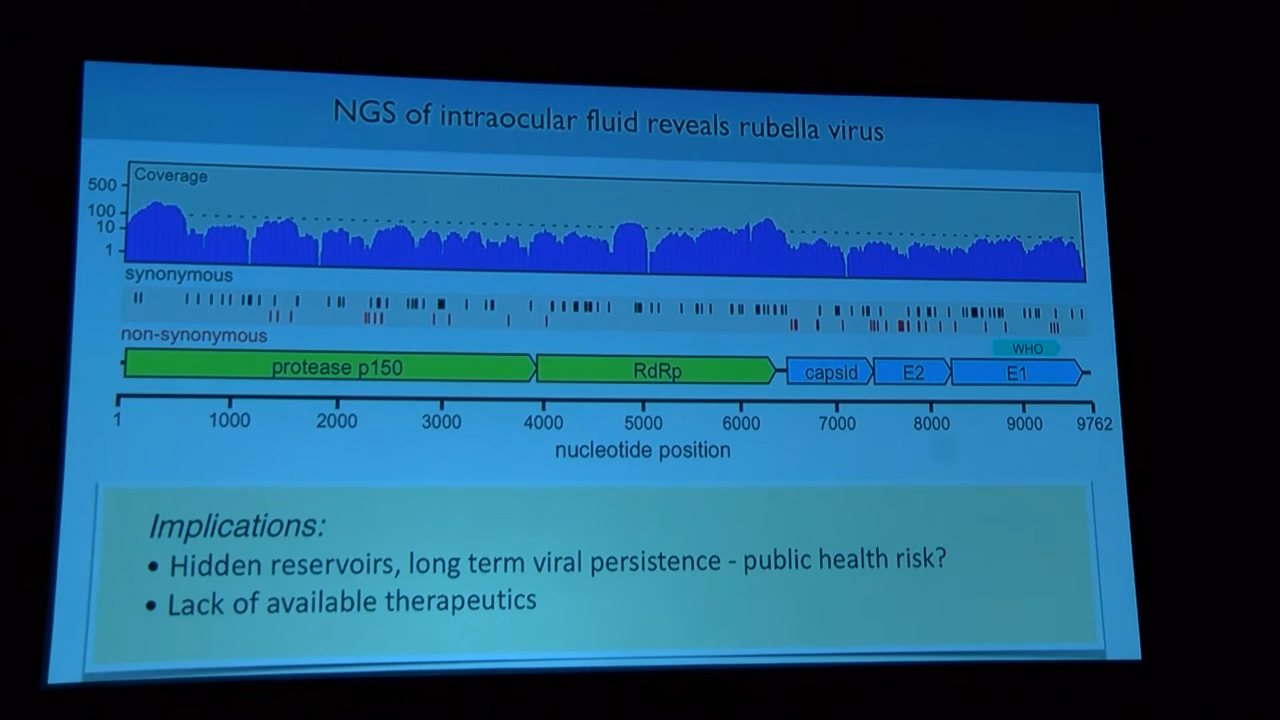 NGS of intraocular fluid reveals rubella virus
Coverage
500
100
10
1
synonymous
non-synonymous
WHO
protease p150
RdRp
capsid
E2
E1
1 1000 2000 3000 4000 5000 6000 7000 8000 9000 9762
nucleotide position
Implications:
• Hidden reservoirs, long term viral persistence - public health risk?
• Lack of available therapeutics